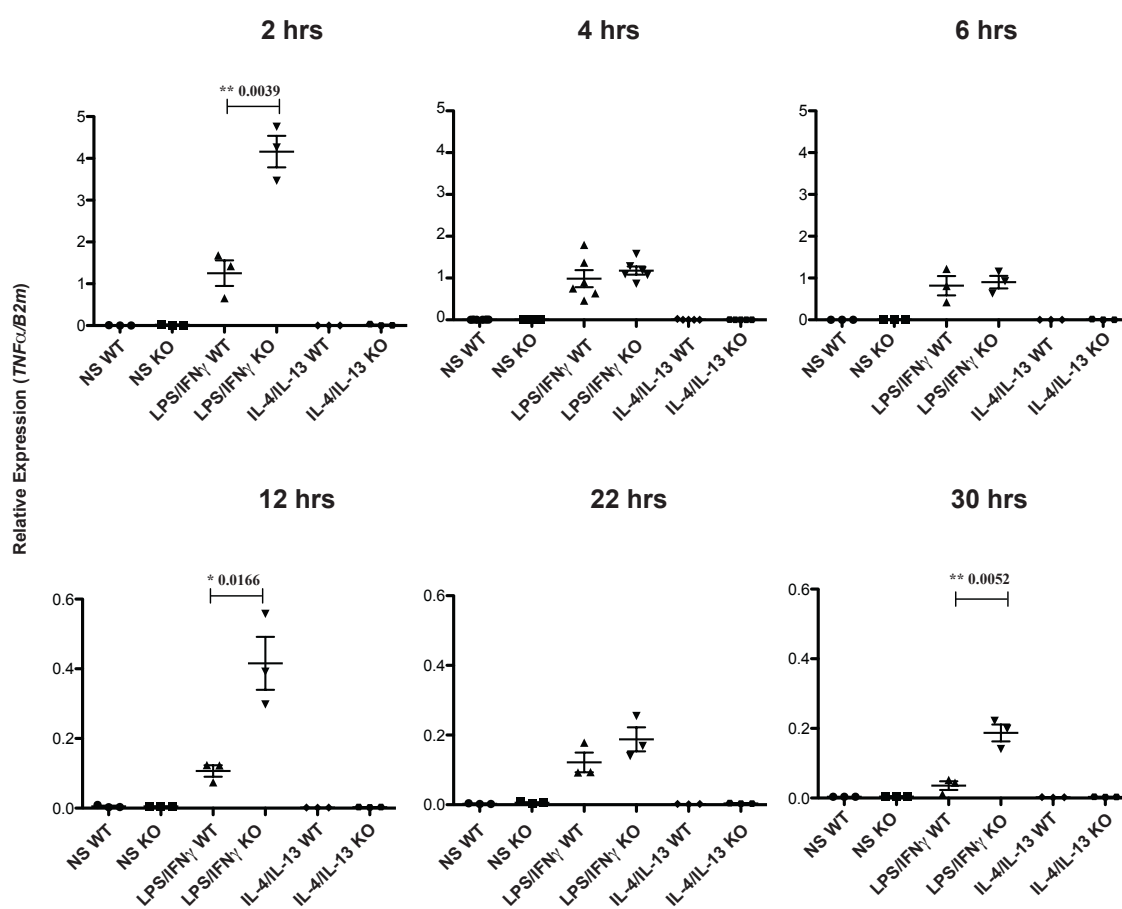 2 hrs
4 hrs
6 hrs
Relative Expression (TNFα/B2m)
** 0.0039
5
4
3
2
1
0
NS WT
NS KO
LPS/IFNγ WT
LPS/IFNγ KO
IL-4/IL-13 WT
IL-4/IL-13 KO
5
4
3
2
1
0
NS WT
NS KO
LPS/IFNγ WT
LPS/IFNγ KO
IL-4/IL-13 WT
IL-4/IL-13 KO
5
4
3
2
1
0
NS WT
NS KO
LPS/IFNγ WT
LPS/IFNγ KO
IL-4/IL-13 WT
IL-4/IL-13 KO
12 hrs
22 hrs
30 hrs
* 0.0166
0.6
0.4
0.2
0.0
NS WT
NS KO
LPS/IFNγ WT
LPS/IFNγ KO
IL-4/IL-13 WT
IL-4/IL-13 KO
0.6
0.4
0.2
0.0
NS WT
NS KO
LPS/IFNγ WT
LPS/IFNγ KO
IL-4/IL-13 WT
IL-4/IL-13 KO
** 0.0052
0.6
0.4
0.2
0.0
NS WT
NS KO
LPS/IFNγ WT
LPS/IFNγ KO
IL-4/IL-13 WT
IL-4/IL-13 KO